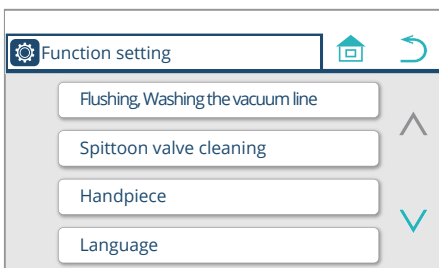 Function setting
Flushing, Washing the vacuum line
Spittoon valve cleaning
Handpiece
Language